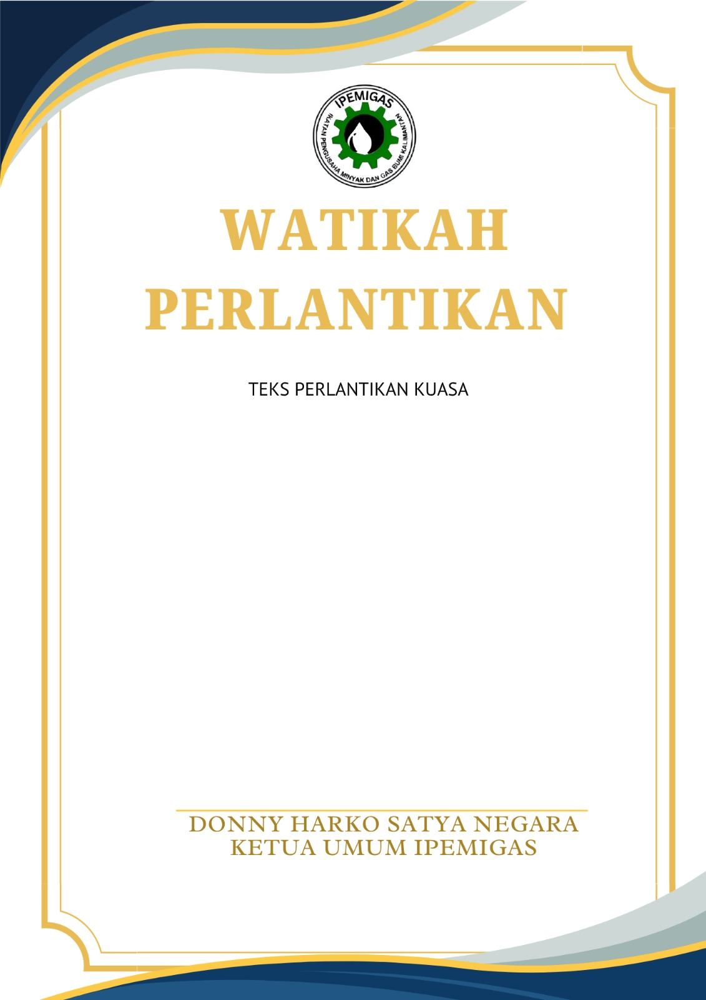 IPEMIGAS
IKATAN PENGUSAHA MINYAK DAN GAS BUMI KALIMANTAN
WATIKAH
PERLANTIKAN
TEKS PERLANTIKAN KUASA
DONNY HARKO SATYA NEGARA
KETUA UMUM IPEMIGAS